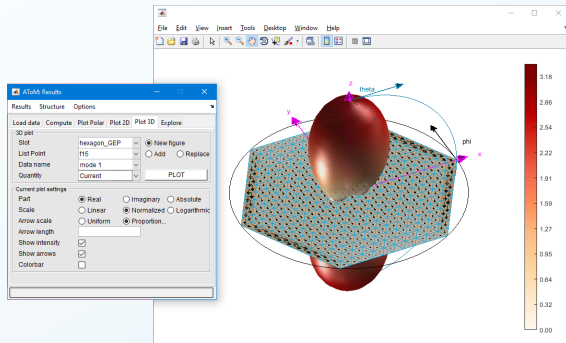 File Edit View Insert Tools Desktop Window Help
AToM: Results
Results Structure Options
Load data Compute Plot Polar Plot 2D Plot 3D Explore
3D plot
Slot hexagon_GEP New figure
List Point f15 Add Replace
Data name mode 1
Quantity Current PLOT
Current plot settings
Part Real Imaginary Absolute
Scale Linear Normalized Logarithmic
Arrow scale Uniform Proportion...
Arrow length
Show intensity
Show arrows
Colorbar
z
theta
y
phi
x
3.18
2.86
2.54
2.22
1.91
1.59
1.27
0.95
0.64
0.32
0.00